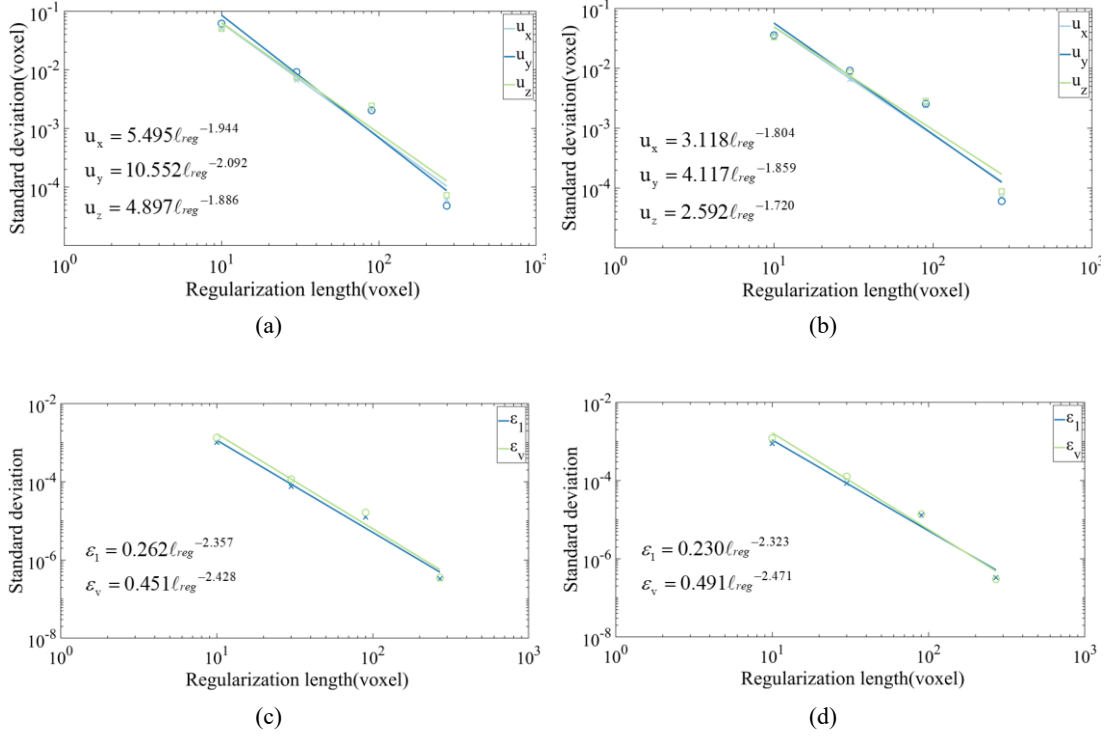 10^-1
10^-2
10^-3
10^-4
Standard deviation(voxel)
u_x
u_y
u_z
u_x = 5.495ℓ_reg^-1.944
u_y = 10.552ℓ_reg^-2.092
u_z = 4.897ℓ_reg^-1.886
10^0 10^1 10^2 10^3
Regularization length(voxel)
(a)
10^-1
10^-2
10^-3
10^-4
Standard deviation(voxel)
u_x
u_y
u_z
u_x = 3.118ℓ_reg^-1.804
u_y = 4.117ℓ_reg^-1.859
u_z = 2.592ℓ_reg^-1.720
10^0 10^1 10^2 10^3
Regularization length(voxel)
(b)
10^-2
10^-4
10^-6
10^-8
Standard deviation
ε_1
ε_v
ε_1 = 0.262ℓ_reg^-2.357
ε_v = 0.451ℓ_reg^-2.428
10^0 10^1 10^2 10^3
Regularization length(voxel)
(c)
10^-2
10^-4
10^-6
10^-8
Standard deviation
ε_1
ε_v
ε_1 = 0.230ℓ_reg^-2.323
ε_v = 0.491ℓ_reg^-2.471
10^0 10^1 10^2 10^3
Regularization length(voxel)
(d)